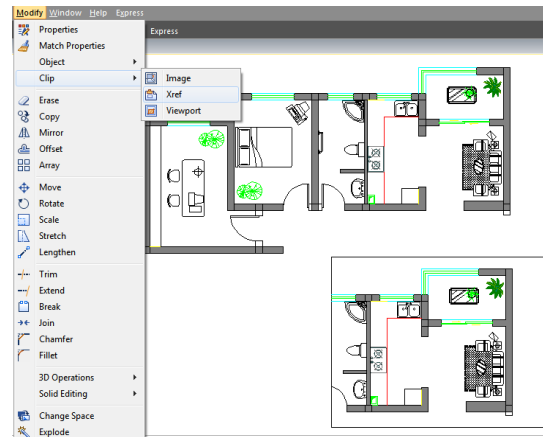 Modify Window Help Express
Properties
Express
Match Properties
Object
Clip
Image
Xref
Viewport
Erase
Copy
Mirror
Offset
Array
Move
Rotate
Scale
Stretch
Lengthen
Trim
Extend
Break
Join
Chamfer
Fillet
3D Operations
Solid Editing
Change Space
Explode